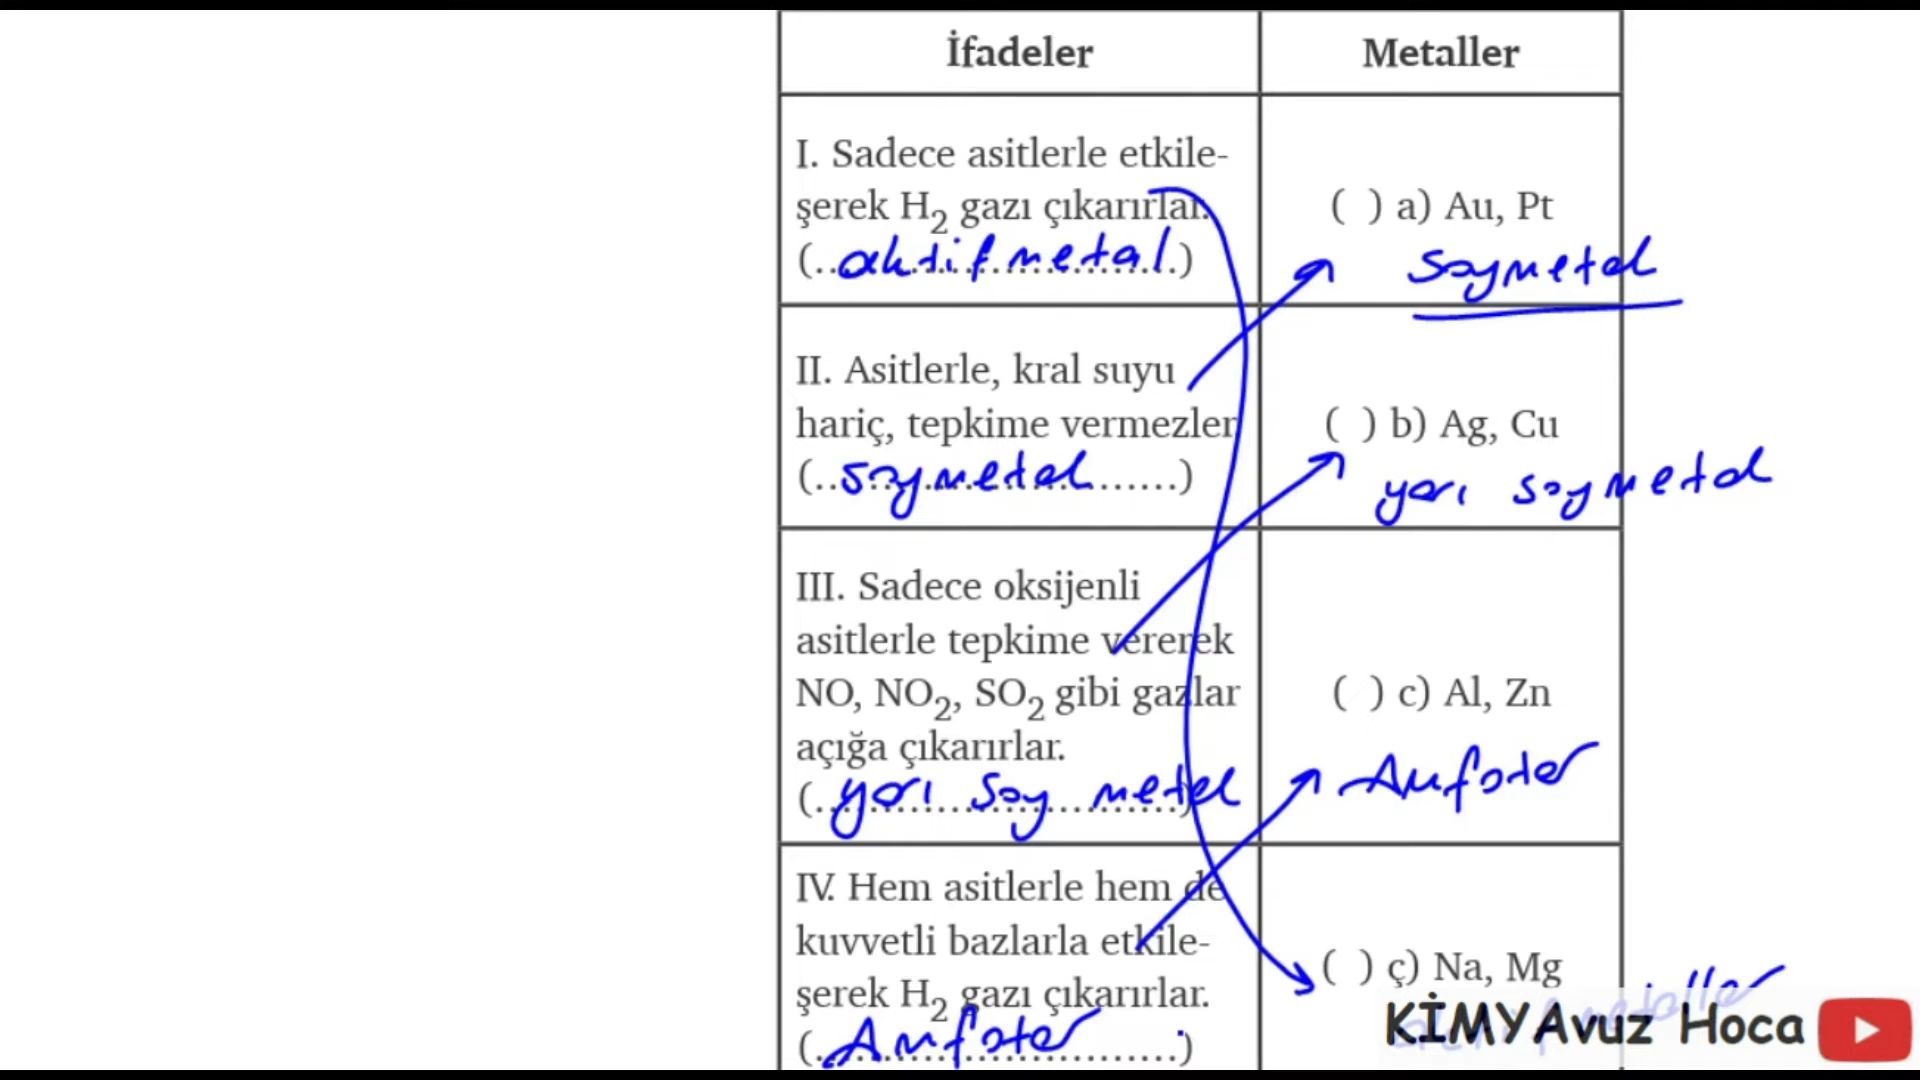 İfadeler
Metaller
I. Sadece asitlerle etkile-
şerek H₂ gazı çıkarırlar.
(..aktif metal.)
( ) a) Au, Pt
Soymetal
II. Asitlerle, kral suyu
hariç, tepkime vermezler
(..soymetal......)
( ) b) Ag, Cu
yarı soymetal
III. Sadece oksijenli
asitlerle tepkime vererek
NO, NO₂, SO₂ gibi gazlar
açığa çıkarırlar.
(..yarı soy metal)
( ) c) Al, Zn
Amfoter
IV. Hem asitlerle hem de
kuvvetli bazlarla etkile-
şerek H₂ gazı çıkarırlar.
(.Amfoter........)
( ) ç) Na, Mg
metaller
KİMYAvuz Hoca